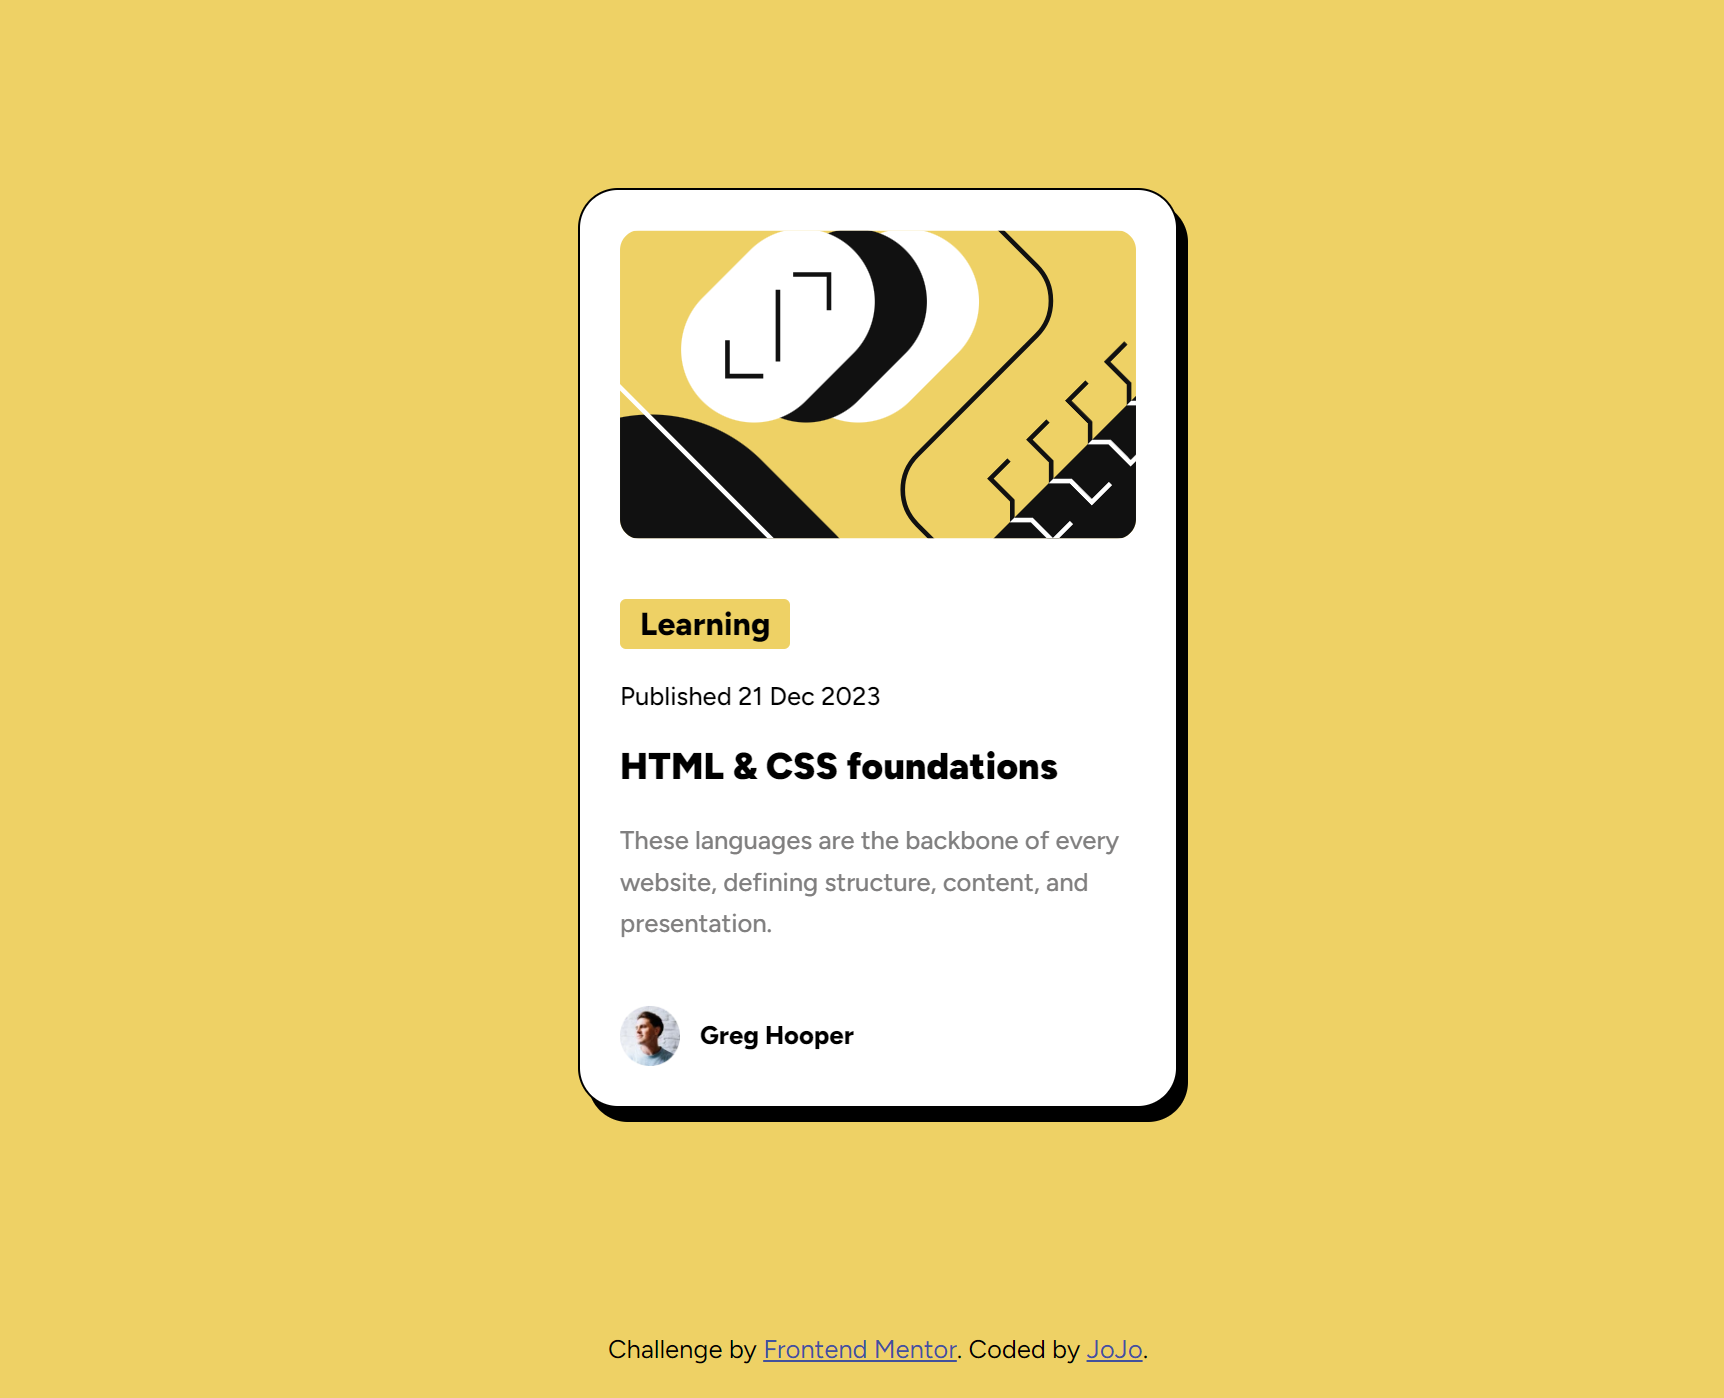 Learning
Published 21 Dec 2023
HTML & CSS foundations
These languages are the backbone of every
website, defining structure, content, and
presentation.
Greg Hooper
Challenge by Frontend Mentor. Coded by JoJo.